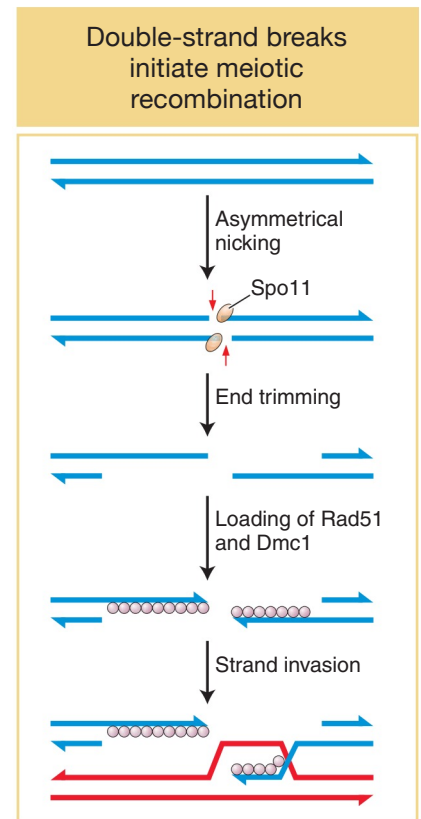 Double-strand breaks
initiate meiotic
recombination
Asymmetrical
nicking
Spo11
End trimming
Loading of Rad51
and Dmc1
Strand invasion